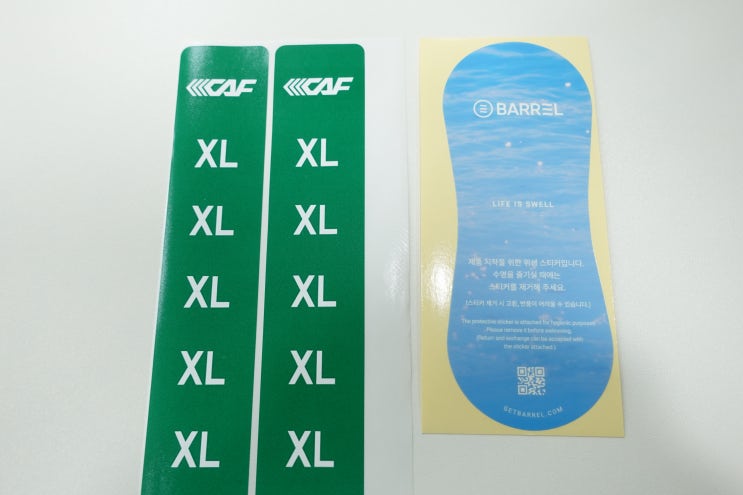 CAF
XL
XL
XL
XL
XL
CAF
XL
XL
XL
XL
XL
BARREL
LIFE IS SWELL
제품 시착을 위한 위생 스티커입니다.
수영을 즐기실 때에는
스티커를 제거해 주세요.
(스티커 제거 시 교환, 반품이 어려울 수 있습니다.)
The protective sticker is attached for hygienic purposes.
Please remove it before swimming.
(Return and exchange can be accepted with
the sticker attached.)
GETBARREL.COM